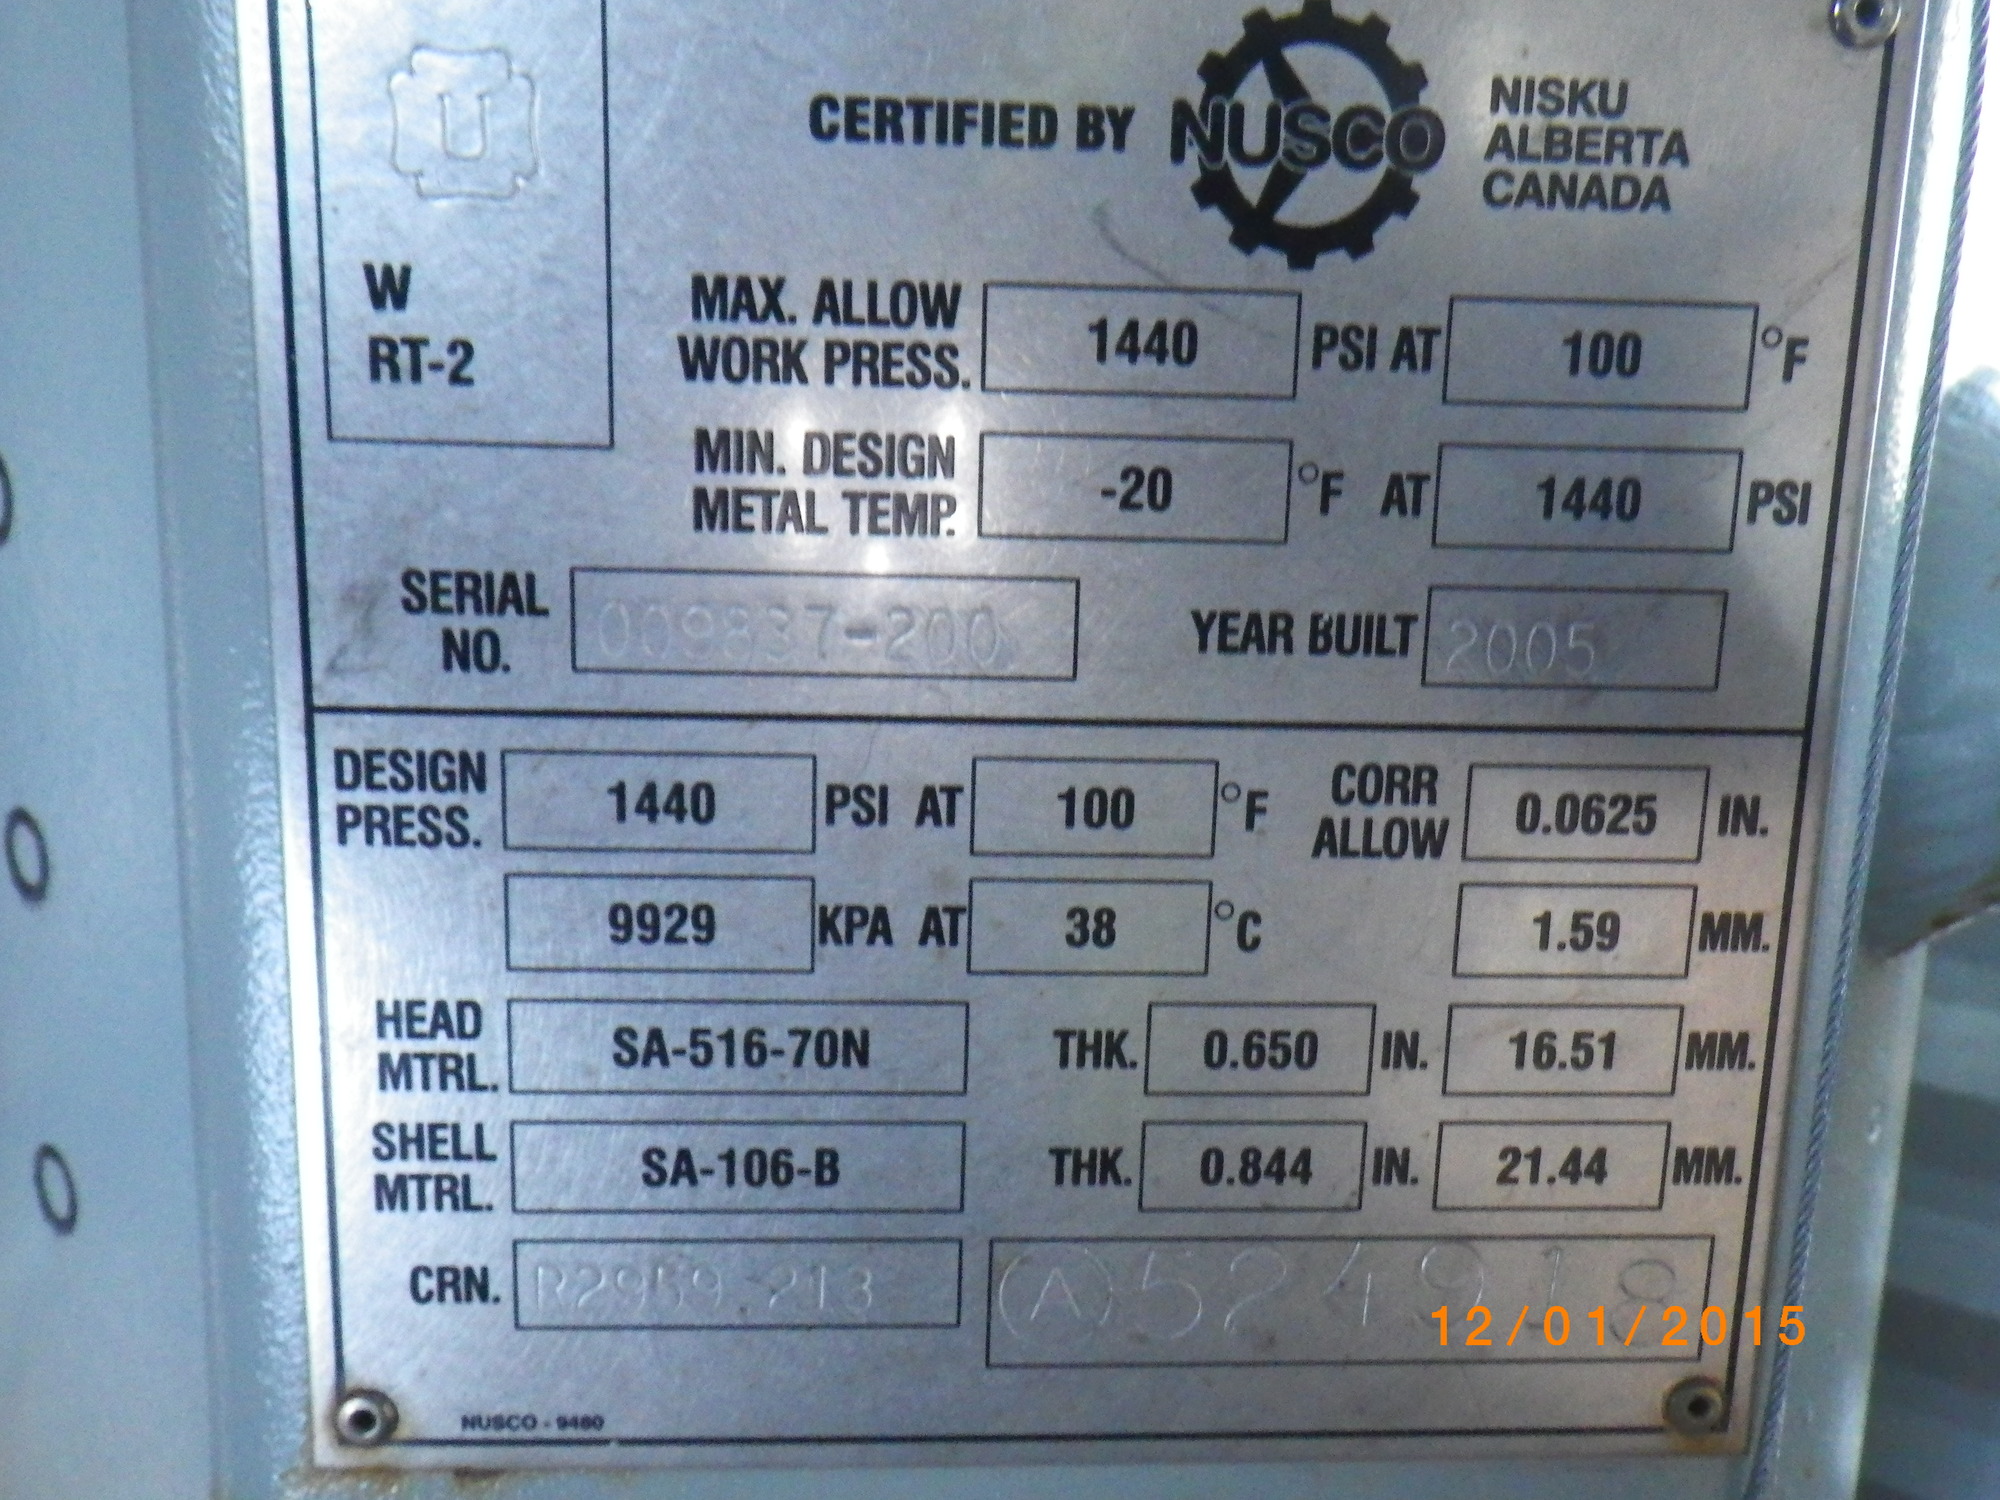 U
CERTIFIED BY NUSCO NISKU
ALBERTA
CANADA
W
RT-2
MAX. ALLOW
WORK PRESS. 1440 PSI AT 100 °F
MIN. DESIGN
METAL TEMP. -20 °F AT 1440 PSI
SERIAL
NO. 009837-200 YEAR BUILT 2005
DESIGN
PRESS. 1440 PSI AT 100 °F CORR
ALLOW 0.0625 IN.
9929 KPA AT 38 °C 1.59 MM.
HEAD
MTRL. SA-516-70N THK. 0.650 IN. 16.51 MM.
SHELL
MTRL. SA-106-B THK. 0.844 IN. 21.44 MM.
CRN. R2959.213 (A)524918
12/01/2015
NUSCO - 9480